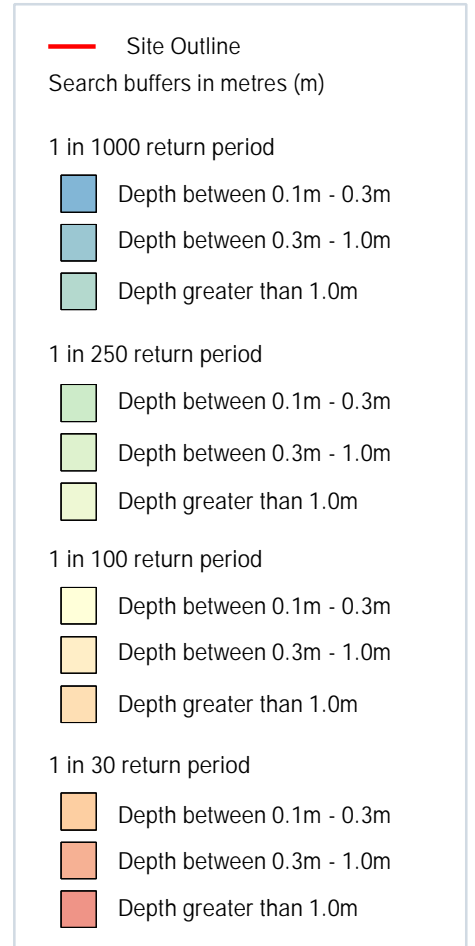 Site Outline
Search buffers in metres (m)
1 in 1000 return period
Depth between 0.1m - 0.3m
Depth between 0.3m - 1.0m
Depth greater than 1.0m
1 in 250 return period
Depth between 0.1m - 0.3m
Depth between 0.3m - 1.0m
Depth greater than 1.0m
1 in 100 return period
Depth between 0.1m - 0.3m
Depth between 0.3m - 1.0m
Depth greater than 1.0m
1 in 30 return period
Depth between 0.1m - 0.3m
Depth between 0.3m - 1.0m
Depth greater than 1.0m